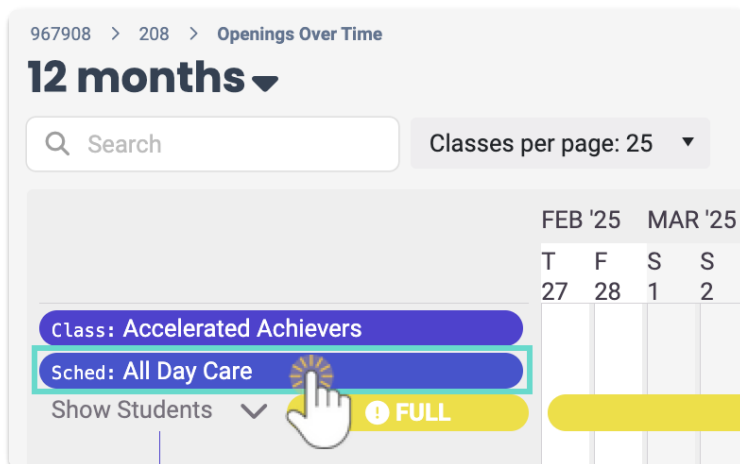 967908 > 208 > Openings Over Time
12 months
Search
Classes per page: 25
FEB '25 MAR '25
T F S S
27 28 1 2
Class: Accelerated Achievers
Sched: All Day Care
Show Students FULL